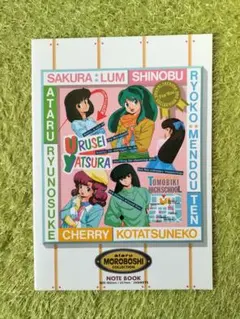 SAKURA LUM SHINOBU
RYOKO MENDOU TEN
ATARU RYUNOSUKE
URUSEI
YATSURA
TOMOBIKI
HIGH SCHOOL
CHERRY KOTATSUNEKO
ataru
MOROBOSHI
COLLECTION
NOTE BOOK